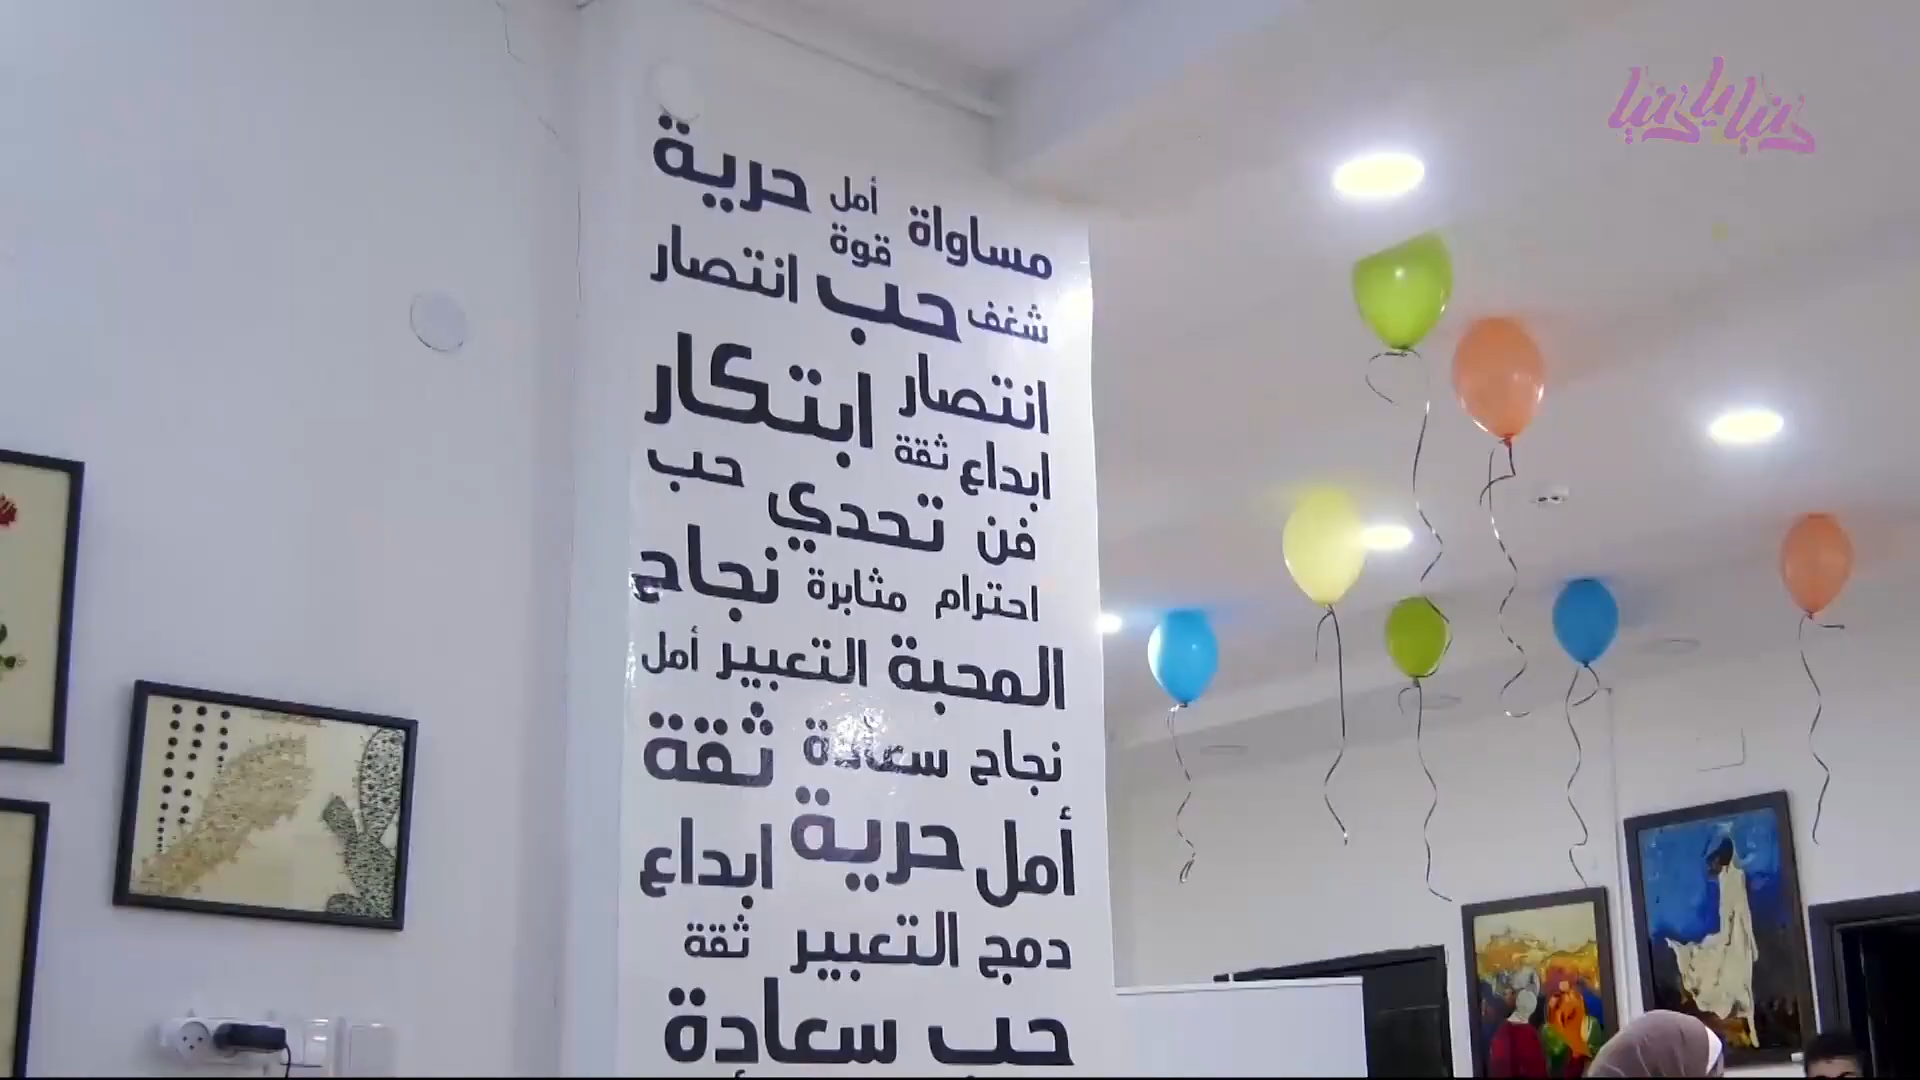 مساواة أمل حرية
قوة
شغف حب انتصار
انتصار ابتكار
ابداع ثقة
فن تحدي حب
احترام مثابرة نجاح
المحبة التعبير أمل
نجاح سعادة ثقة
أمل حرية ابداع
دمج التعبير ثقة
حب سعادة